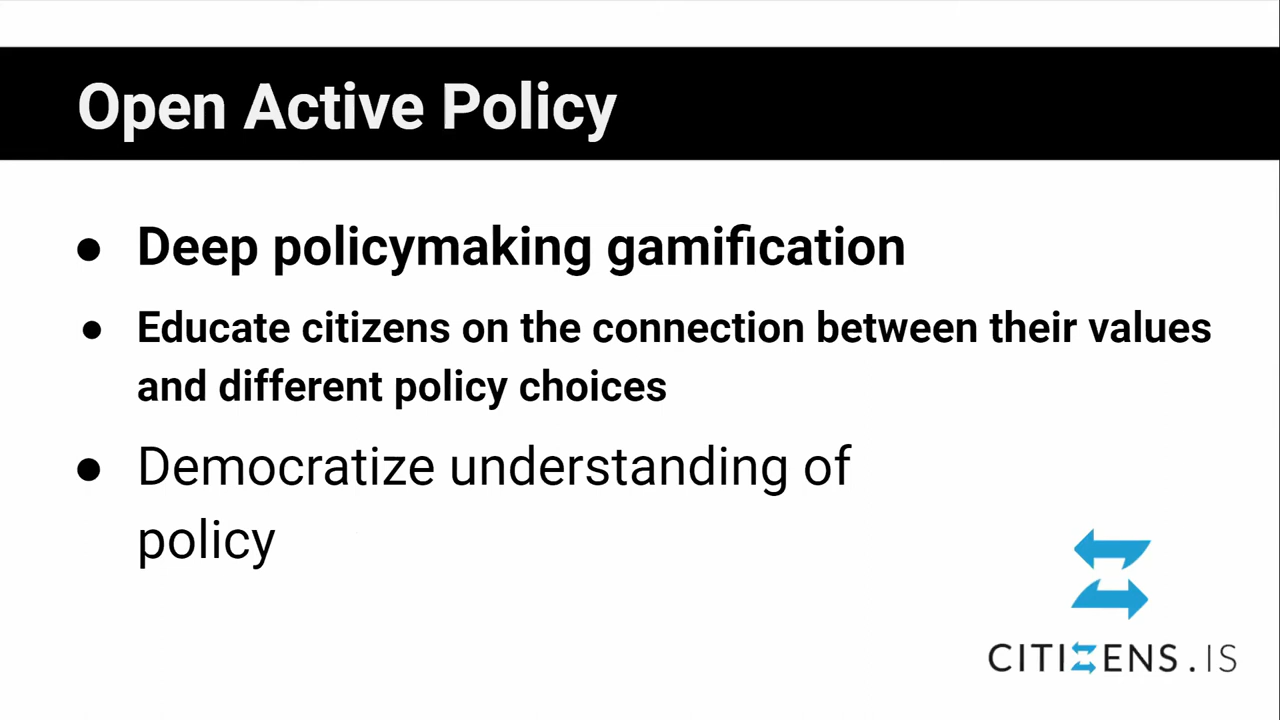 Open Active Policy
● Deep policymaking gamification
● Educate citizens on the connection between their values
and different policy choices
● Democratize understanding of
policy
CITIZENS.IS